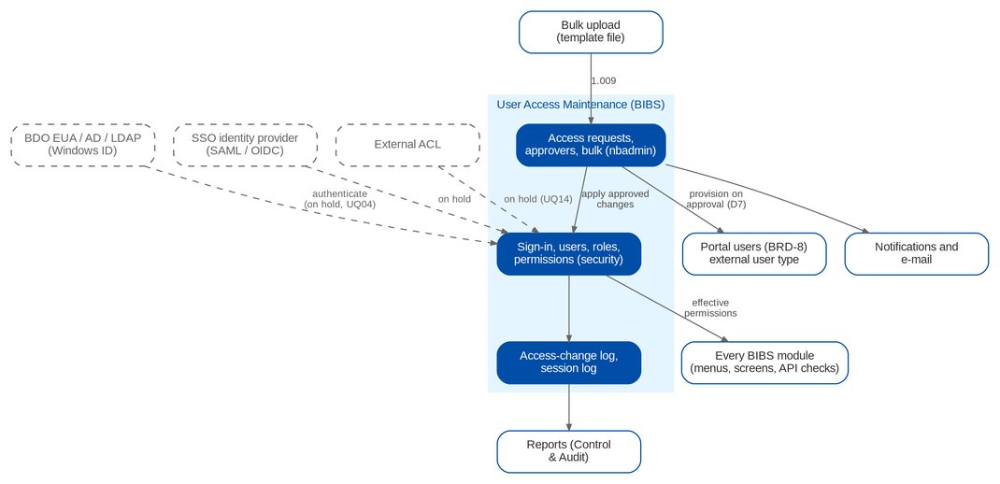 Bulk upload
(template file)
1.009
User Access Maintenance (BIBS)
BDO EUA / AD / LDAP
(Windows ID)
SSO identity provider
(SAML / OIDC)
External ACL
Access requests,
approvers, bulk (nbadmin)
authenticate
(on hold, UQ04)
on hold
on hold (UQ14)
apply approved
changes
provision on
approval (D7)
Sign-in, users, roles,
permissions (security)
Portal users (BRD-8)
external user type
Notifications and
e-mail
effective
permissions
Access-change log,
session log
Every BIBS module
(menus, screens, API checks)
Reports (Control
& Audit)